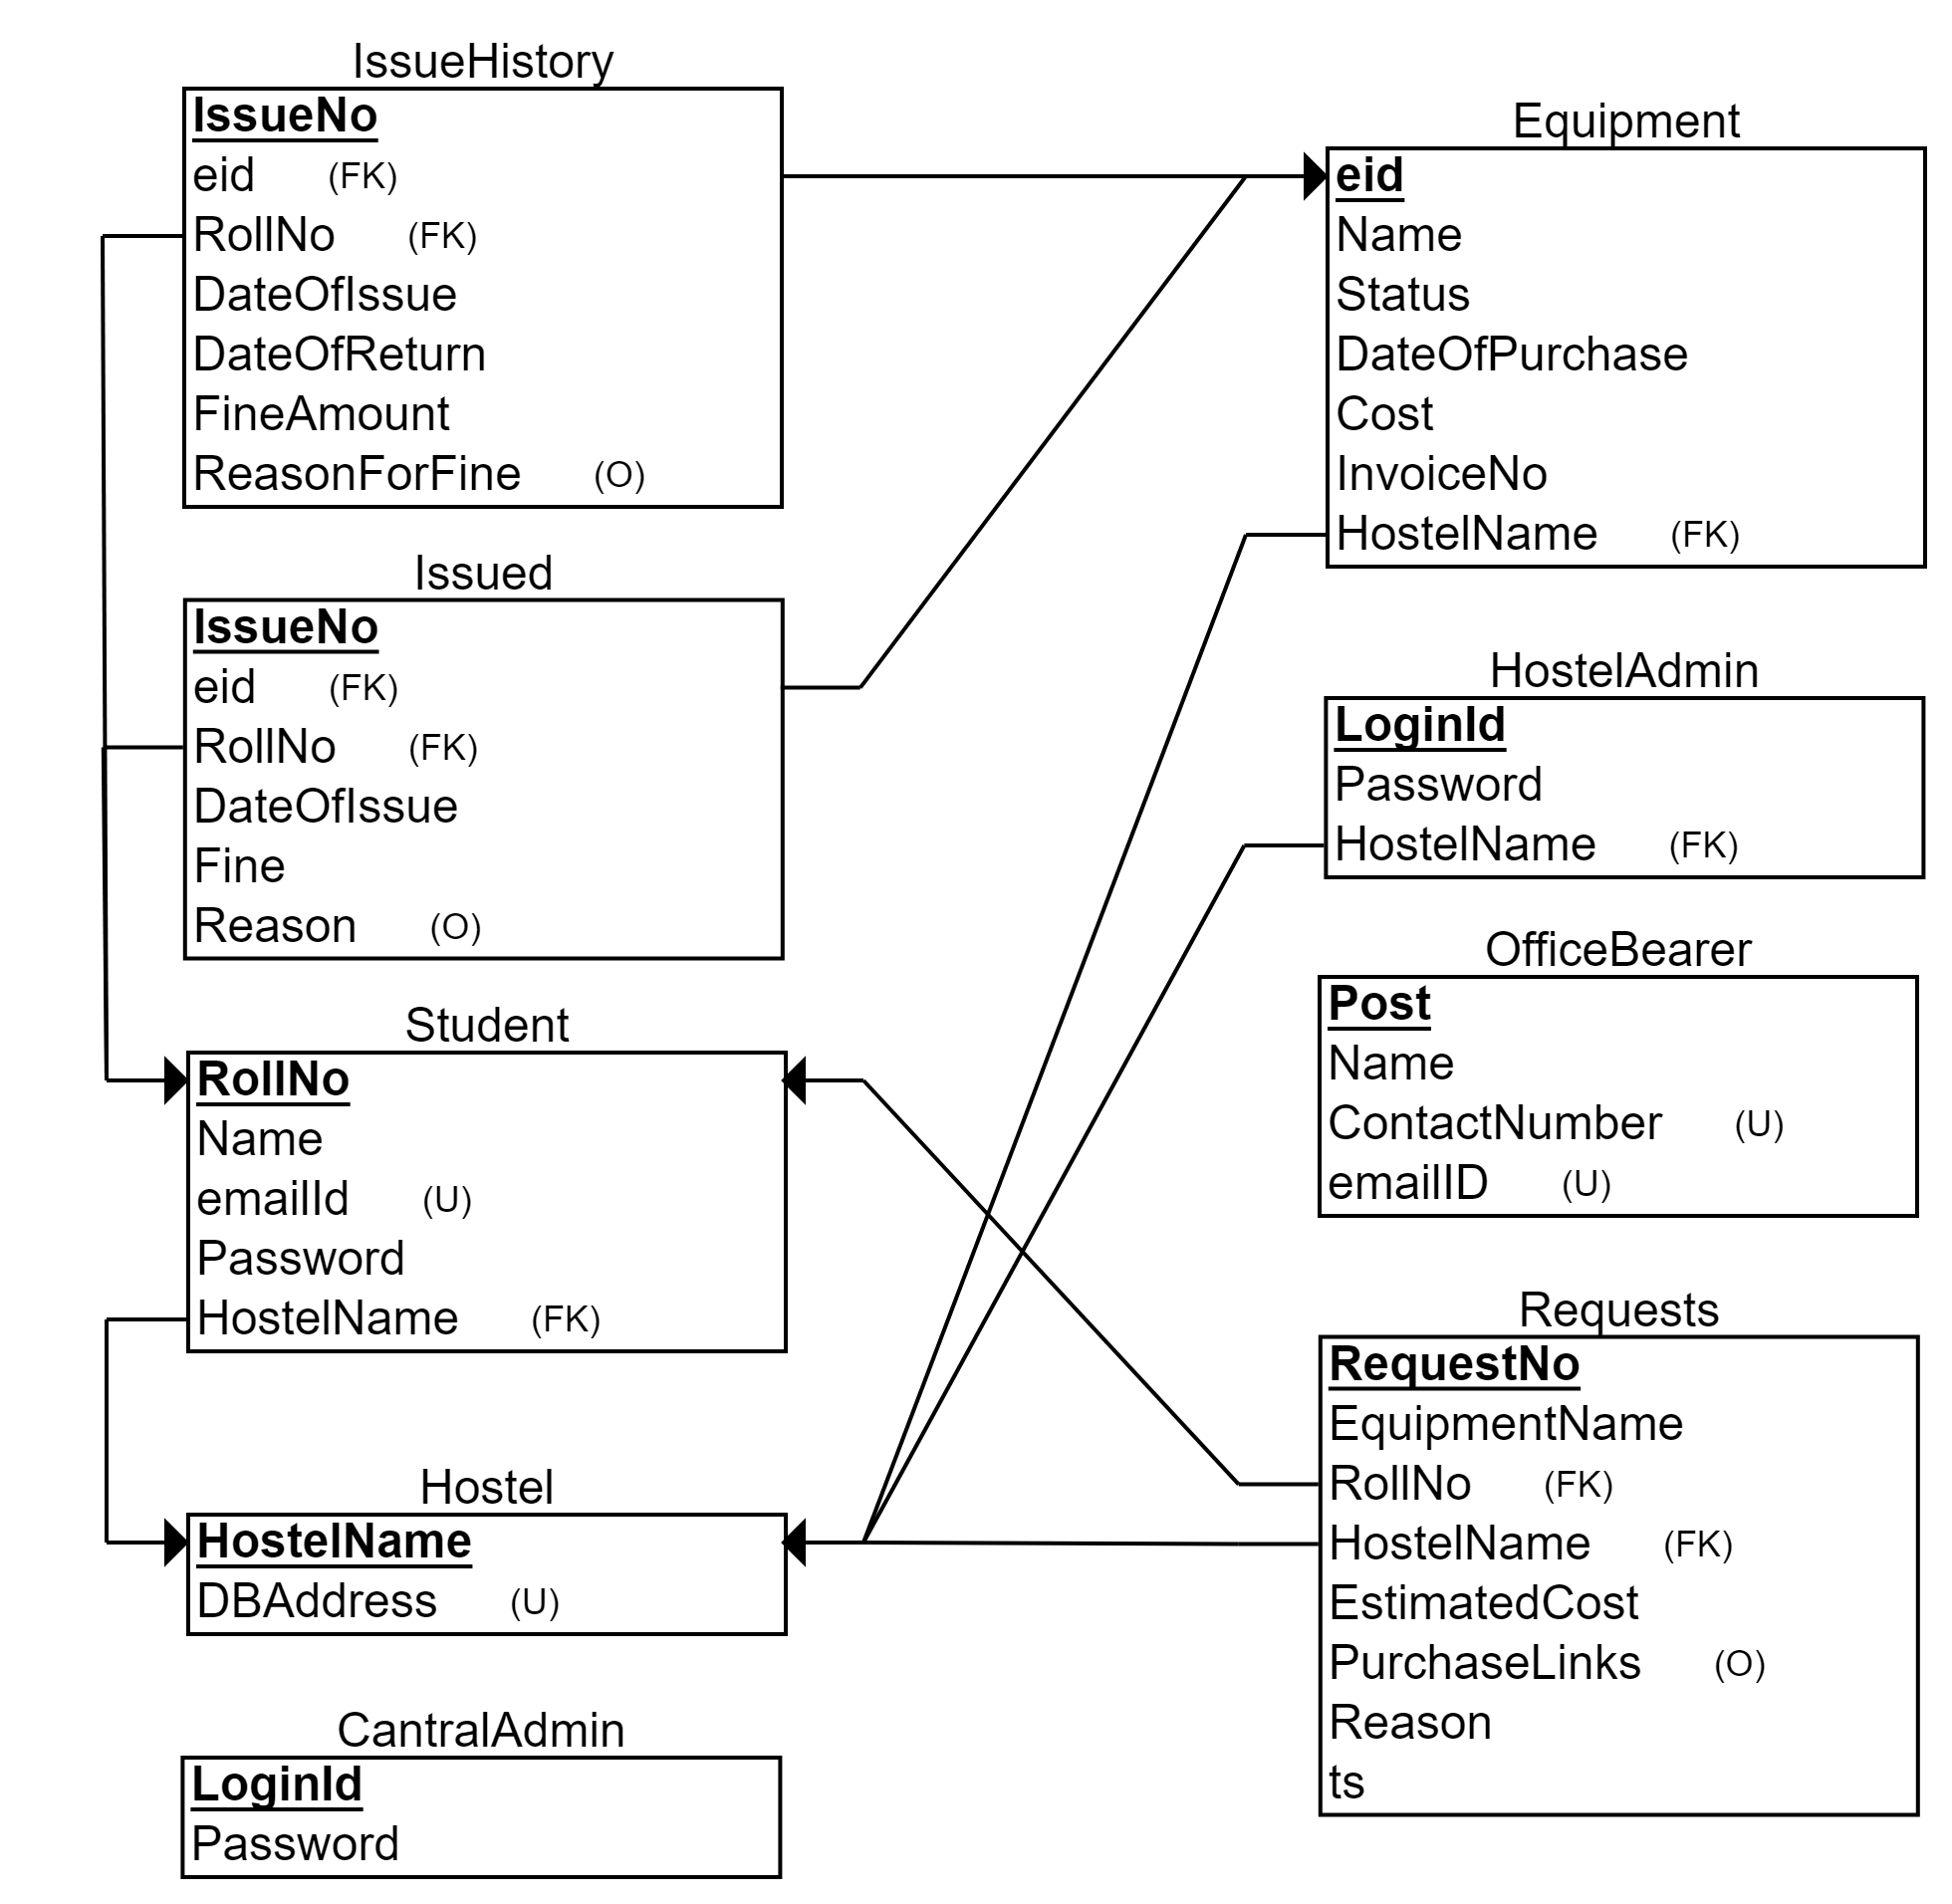 IssueHistory
IssueNo
eid (FK)
RollNo (FK)
DateOfIssue
DateOfReturn
FineAmount
ReasonForFine (O)
Issued
IssueNo
eid (FK)
RollNo (FK)
DateOfIssue
Fine
Reason (O)
Student
RollNo
Name
emailId (U)
Password
HostelName (FK)
Hostel
HostelName
DBAddress (U)
CantralAdmin
LoginId
Password
Equipment
eid
Name
Status
DateOfPurchase
Cost
InvoiceNo
HostelName (FK)
HostelAdmin
LoginId
Password
HostelName (FK)
OfficeBearer
Post
Name
ContactNumber (U)
emailID (U)
Requests
RequestNo
EquipmentName
RollNo (FK)
HostelName (FK)
EstimatedCost
PurchaseLinks (O)
Reason
ts